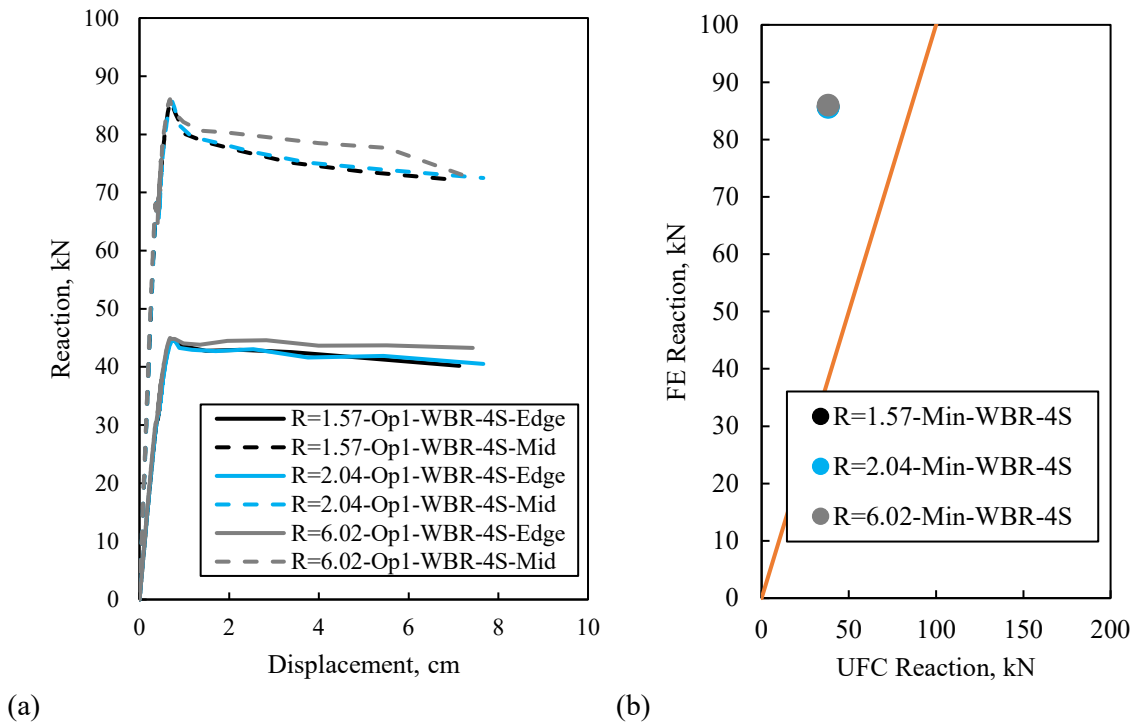 100
90
80
70
60
50
40
30
20
10
0
Reaction, kN
R=1.57-Op1-WBR-4S-Edge
R=1.57-Op1-WBR-4S-Mid
R=2.04-Op1-WBR-4S-Edge
R=2.04-Op1-WBR-4S-Mid
R=6.02-Op1-WBR-4S-Edge
R=6.02-Op1-WBR-4S-Mid
0 2 4 6 8 10
Displacement, cm
(a)
100
90
80
70
60
50
40
30
20
10
0
FE Reaction, kN
R=1.57-Min-WBR-4S
R=2.04-Min-WBR-4S
R=6.02-Min-WBR-4S
0 50 100 150 200
UFC Reaction, kN
(b)